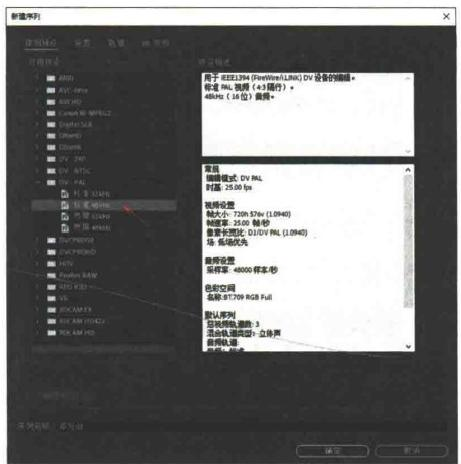 新建序列
序列预设 设置 轨道 VR 视频
可用预设
预设描述
ARRI
AVC-Intra
AVCHD
Canon XF MPEG2
Digital SLR
DNxHD
DNxHR
DV - 24P
DV - NTSC
DV - PAL
标准 32kHz
标准 48kHz
宽屏 32kHz
宽屏 48kHz
DVCPRO50
DVCPROHD
HDV
ProRes RAW
RED R3D
VR
XDCAM EX
XDCAM HD422
XDCAM HD
用于 IEEE1394 (FireWire/i.LINK) DV 设备的编辑。
标准 PAL 视频（4:3 隔行）。
48kHz（16 位）音频。
常规
编辑模式: DV PAL
时基: 25.00 fps
视频设置
帧大小: 720h 576v (1.0940)
帧速率: 25.00 帧/秒
像素长宽比: D1/DV PAL (1.0940)
场: 低场优先
音频设置
采样率: 48000 样本/秒
色彩空间
名称:BT.709 RGB Full
默认序列
总视频轨道数: 3
混合轨道类型: 立体声
音频轨道:
音频1: 标准
序列名称: 序列 01
确定 取消